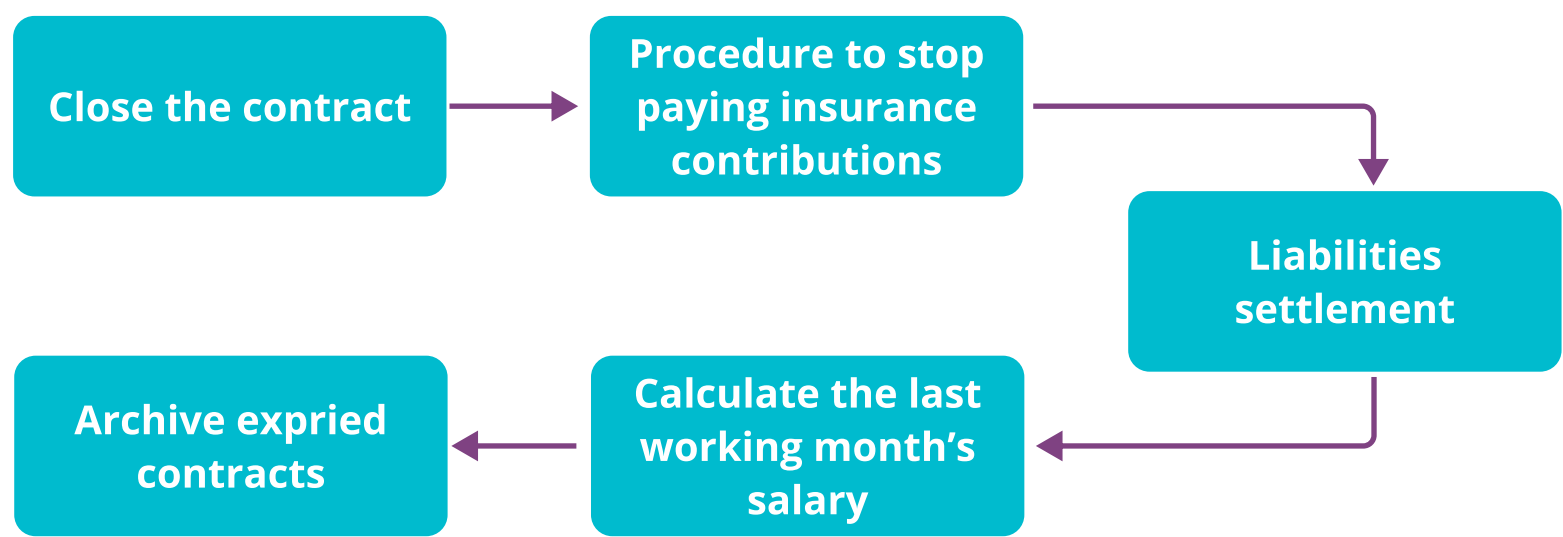 Close the contract
Procedure to stop
paying insurance
contributions
Liabilities
settlement
Calculate the last
working month’s
salary
Archive expried
contracts